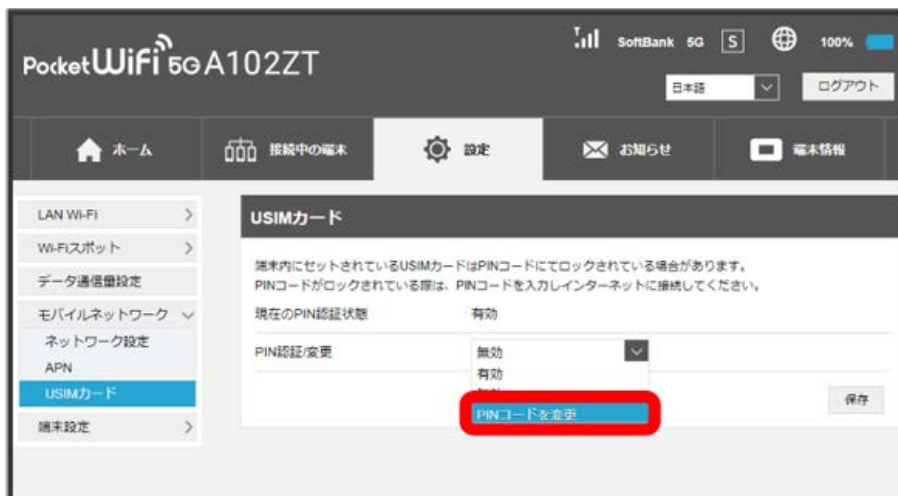 SoftBank 5G S 100%
Pocket WiFi 5G A102ZT
日本語 ログアウト
ホーム 接続中の端末 設定 お知らせ 端末情報
LAN Wi-Fi
Wi-Fiスポット
データ通信量設定
モバイルネットワーク
ネットワーク設定
APN
USIMカード
端末設定
USIMカード
端末内にセットされているUSIMカードはPINコードにてロックされている場合があります。
PINコードがロックされている際は、PINコードを入力しインターネットに接続してください。
現在のPIN認証状態 有効
PIN認証/変更 無効
有効
PINコードを変更
保存